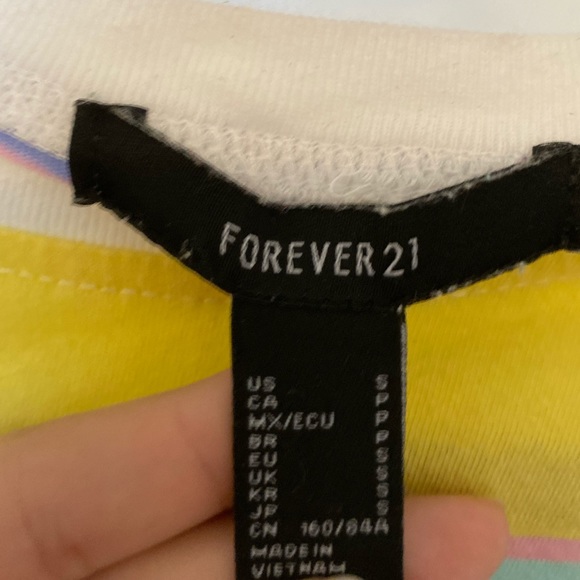 FOREVER 21
US S
CA P
MX/ECU P
BR P
EU S
UK S
KR S
JP S
CN 160/84A
MADE IN
VIETNAM